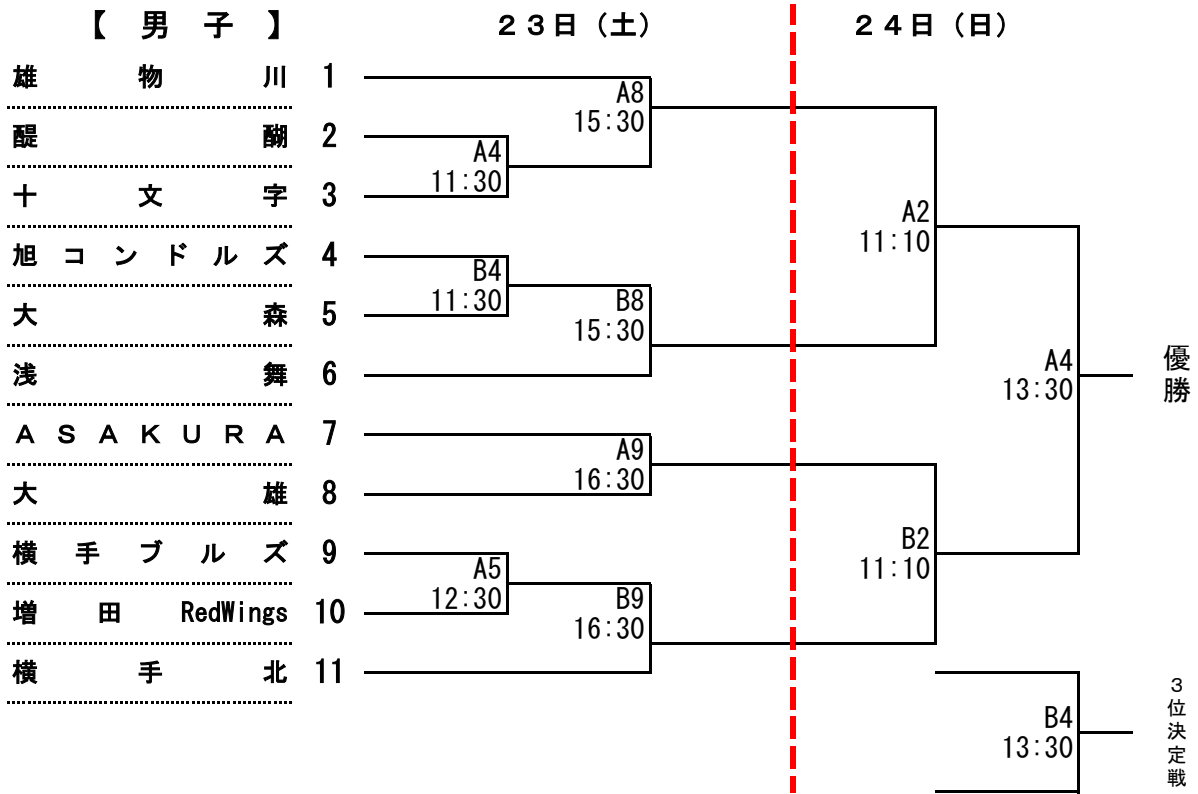 【 男 子 】 ２３日（土） ２４日（日）
雄物川 1
A8
15:30
醍醐 2
A4
11:30
十文字 3
A2
11:10
旭コンドルズ 4
B4
11:30
大森 5
B8
15:30
浅舞 6
A4
13:30
優勝
ＡＳＡＫＵＲＡ 7
A9
16:30
大雄 8
横手ブルズ 9
B2
11:10
A5
12:30
増田 RedWings 10
B9
16:30
横手北 11
B4
13:30
３位決定戦